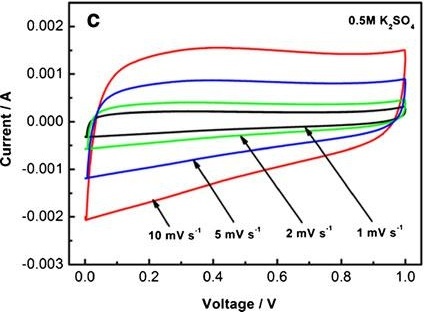 C
0.5M K₂SO₄
0.002
0.001
0.000
-0.001
-0.002
-0.003
Current / A
10 mV s⁻¹
5 mV s⁻¹
2 mV s⁻¹
1 mV s⁻¹
0.0 0.2 0.4 0.6 0.8 1.0
Voltage / V